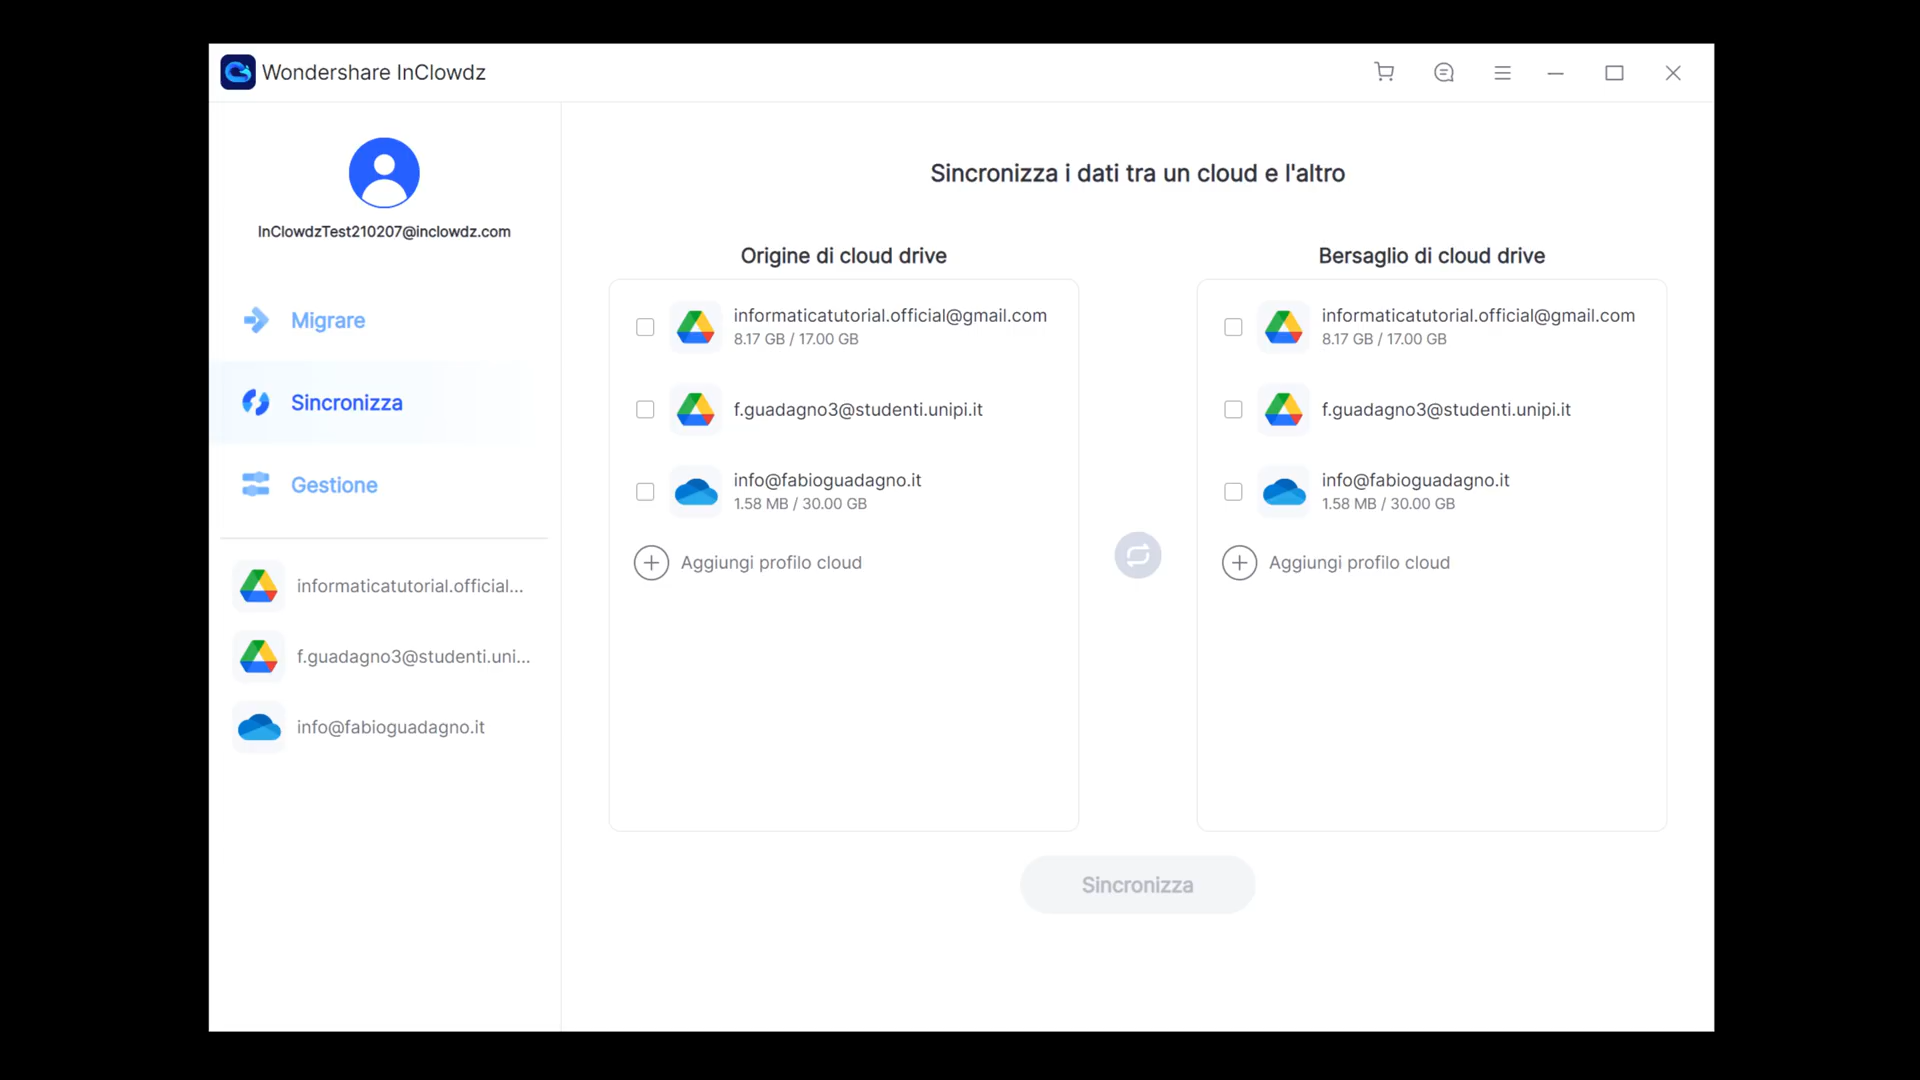 Wondershare InClowdz
InClowdzTest210207@inclowdz.com
Migrare
Sincronizza
Gestione
informaticatutorial.official...
f.guadagno3@studenti.uni...
info@fabioguadagno.it
Sincronizza i dati tra un cloud e l'altro
Origine di cloud drive
informaticatutorial.official@gmail.com
8.17 GB / 17.00 GB
f.guadagno3@studenti.unipi.it
info@fabioguadagno.it
1.58 MB / 30.00 GB
Aggiungi profilo cloud
Bersaglio di cloud drive
informaticatutorial.official@gmail.com
8.17 GB / 17.00 GB
f.guadagno3@studenti.unipi.it
info@fabioguadagno.it
1.58 MB / 30.00 GB
Aggiungi profilo cloud
Sincronizza